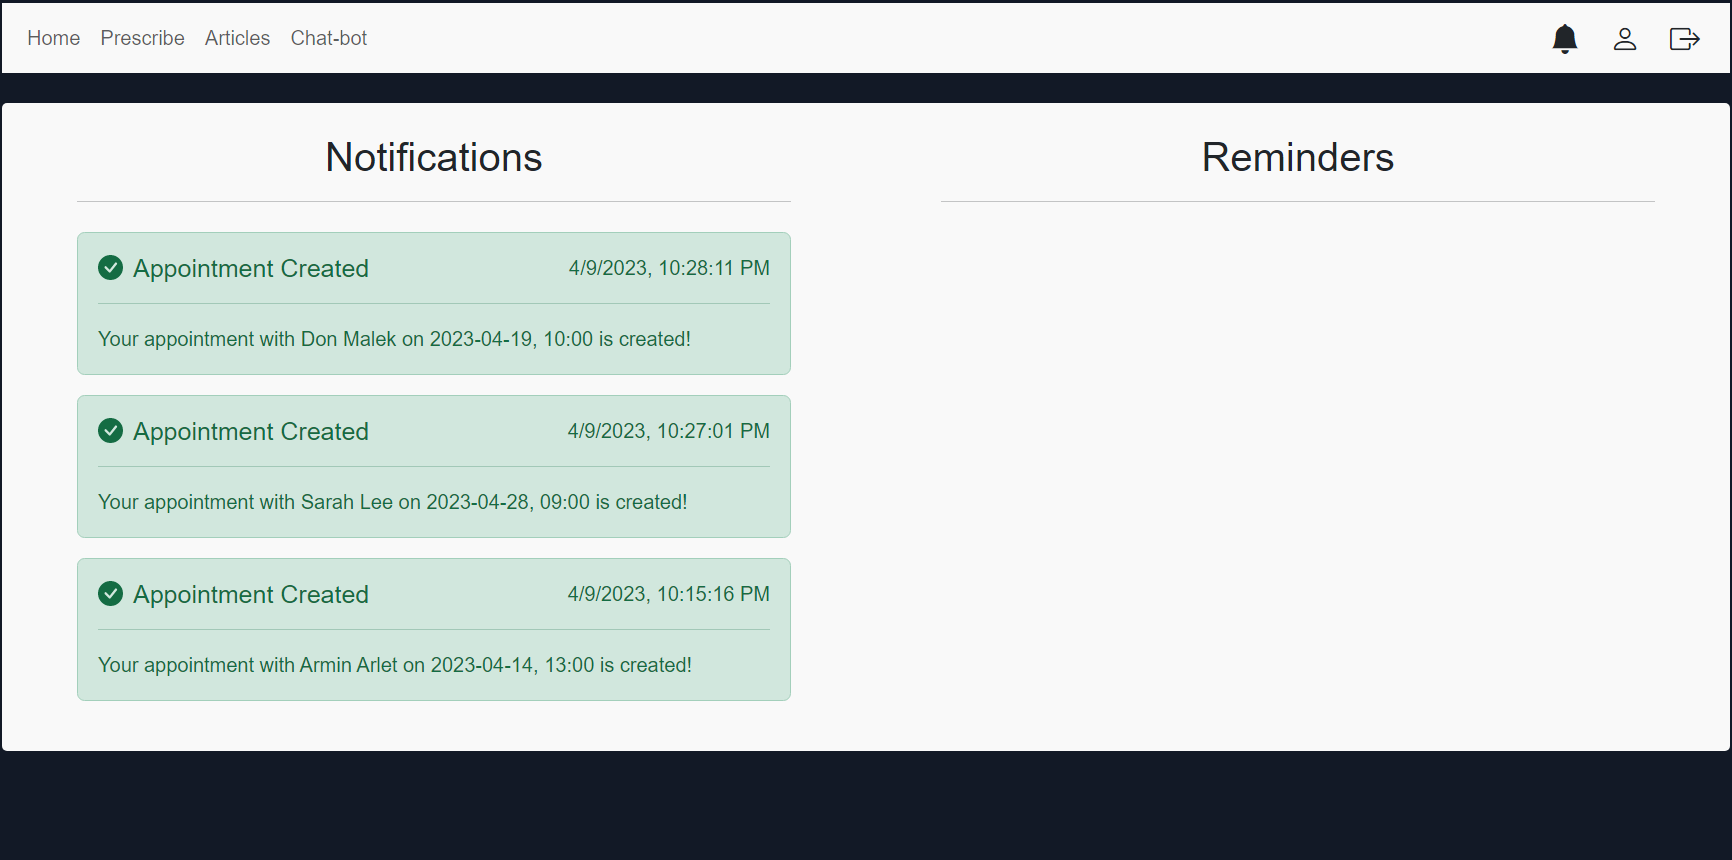 Home Prescribe Articles Chat-bot
Notifications
Appointment Created 4/9/2023, 10:28:11 PM
Your appointment with Don Malek on 2023-04-19, 10:00 is created!
Appointment Created 4/9/2023, 10:27:01 PM
Your appointment with Sarah Lee on 2023-04-28, 09:00 is created!
Appointment Created 4/9/2023, 10:15:16 PM
Your appointment with Armin Arlet on 2023-04-14, 13:00 is created!
Reminders